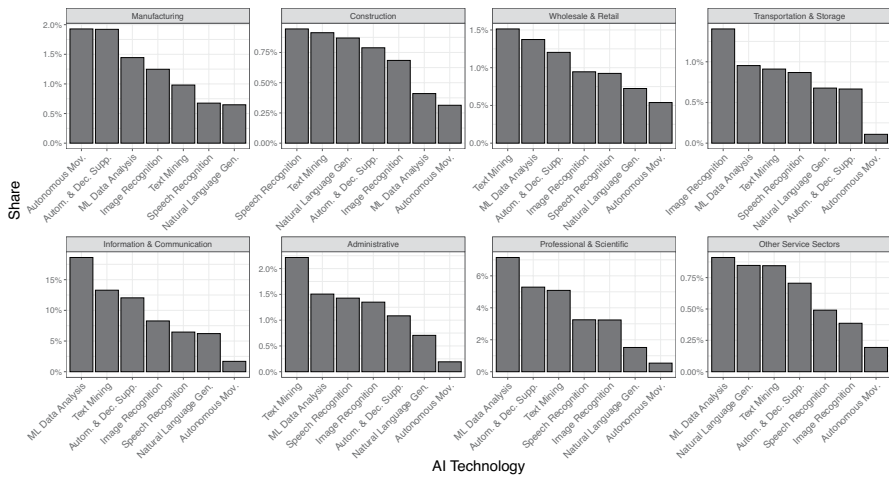 Manufacturing
Construction
Wholesale & Retail
Transportation & Storage
2.0%
1.5%
1.0%
0.5%
0.0%
0.75%
0.50%
0.25%
0.00%
1.5%
1.0%
0.5%
0.0%
1.0%
0.5%
0.0%
Autonomous Mov.
Autom. & Dec. Supp.
ML Data Analysis
Image Recognition
Text Mining
Speech Recognition
Natural Language Gen.
Speech Recognition
Text Mining
Natural Language Gen.
Autom. & Dec. Supp.
Image Recognition
ML Data Analysis
Autonomous Mov.
Text Mining
ML Data Analysis
Autom. & Dec. Supp.
Image Recognition
Speech Recognition
Natural Language Gen.
Autonomous Mov.
Image Recognition
ML Data Analysis
Text Mining
Speech Recognition
Natural Language Gen.
Autom. & Dec. Supp.
Autonomous Mov.
Share
Information & Communication
Administrative
Professional & Scientific
Other Service Sectors
15%
10%
5%
0%
2.0%
1.5%
1.0%
0.5%
0.0%
6%
4%
2%
0%
0.75%
0.50%
0.25%
0.00%
ML Data Analysis
Text Mining
Autom. & Dec. Supp.
Image Recognition
Speech Recognition
Natural Language Gen.
Autonomous Mov.
Text Mining
ML Data Analysis
Speech Recognition
Image Recognition
Autom. & Dec. Supp.
Natural Language Gen.
Autonomous Mov.
ML Data Analysis
Autom. & Dec. Supp.
Text Mining
Speech Recognition
Image Recognition
Natural Language Gen.
Autonomous Mov.
ML Data Analysis
Natural Language Gen.
Text Mining
Autom. & Dec. Supp.
Speech Recognition
Image Recognition
Autonomous Mov.
AI Technology